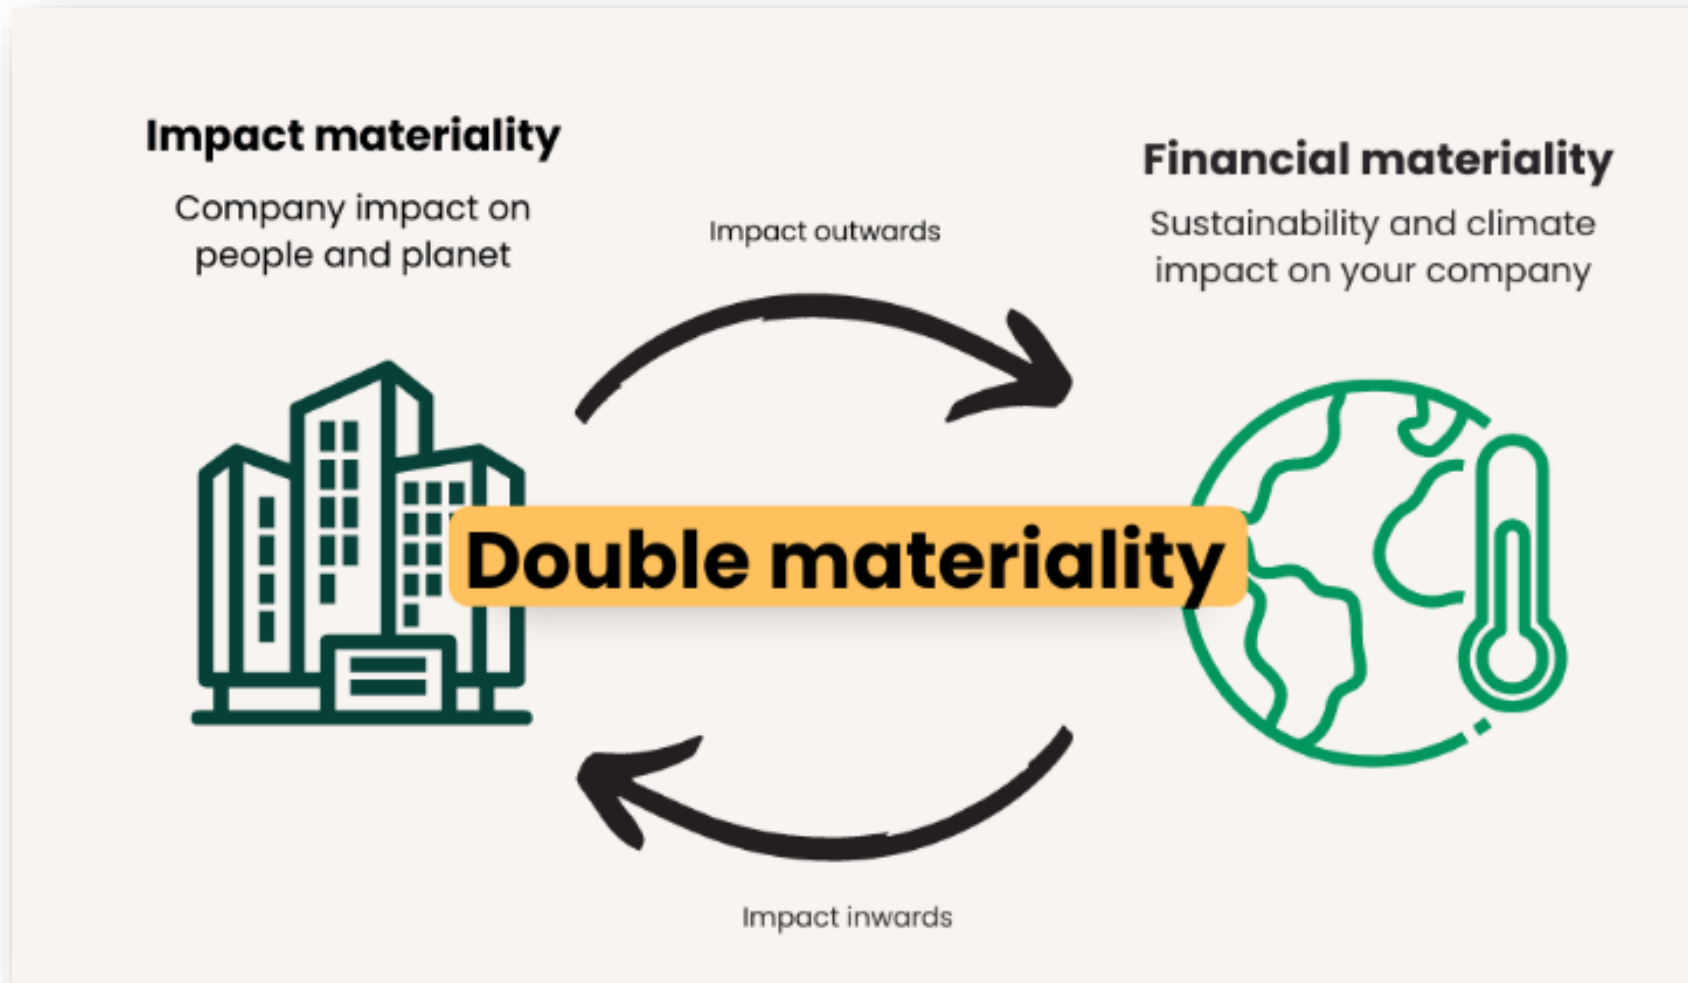 Impact materiality
Company impact on
people and planet
Impact outwards
Financial materiality
Sustainability and climate
impact on your company
Double materiality
Impact inwards